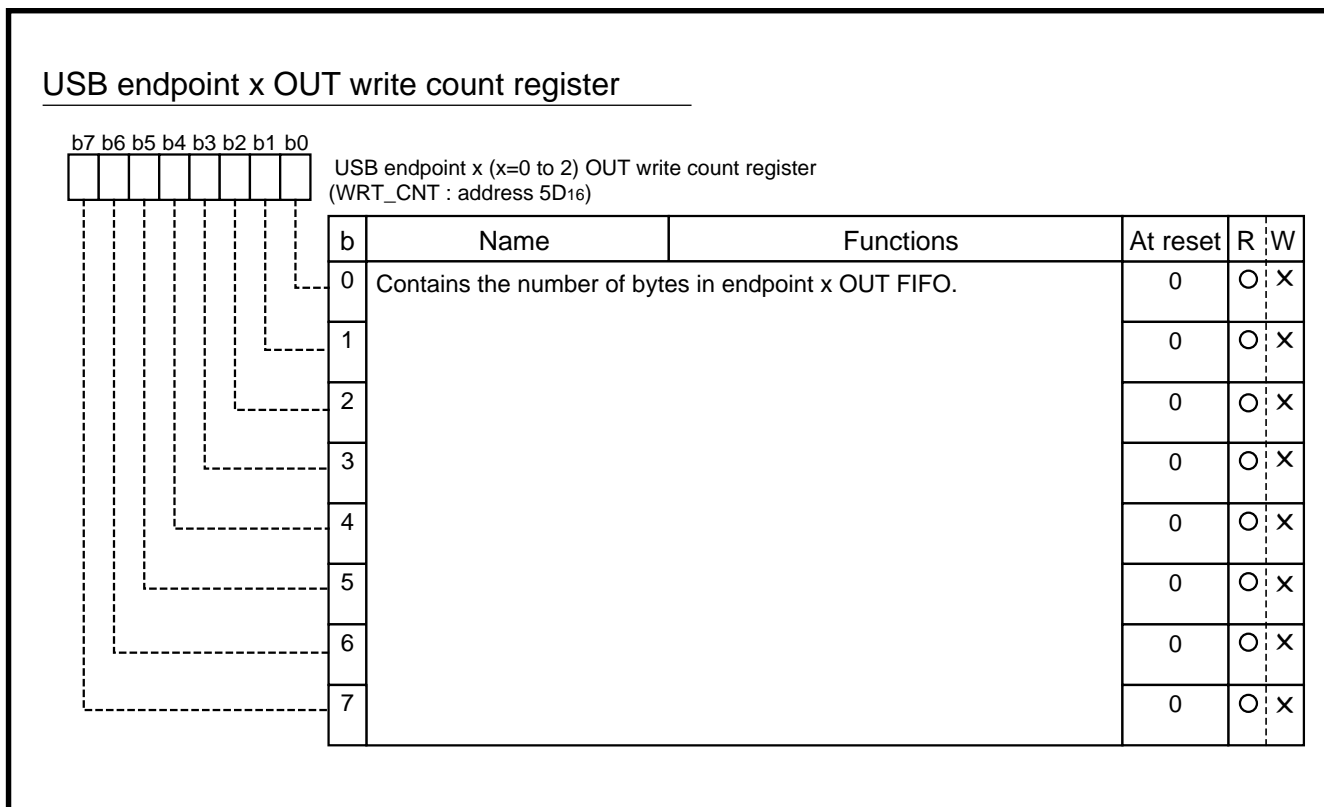 USB endpoint x OUT write count register
b7 b6 b5 b4 b3 b2 b1 b0
USB endpoint x (x=0 to 2) OUT write count register
(WRT_CNT : address 5D16)
b Name Functions At reset R W
0 Contains the number of bytes in endpoint x OUT FIFO. 0 O X
1 0 O X
2 0 O X
3 0 O X
4 0 O X
5 0 O X
6 0 O X
7 0 O X